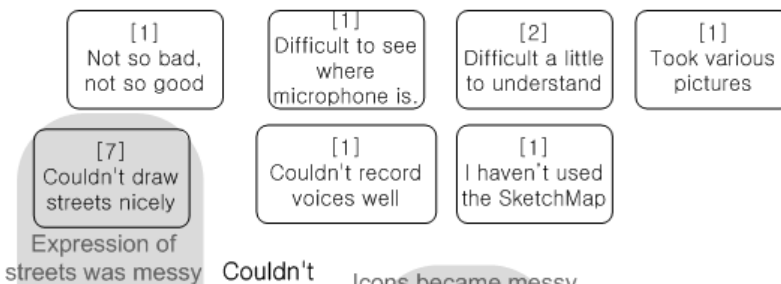 [1]
Not so bad,
not so good
[1]
Difficult to see
where
microphone is.
[2]
Difficult a little
to understand
[1]
Took various
pictures
[7]
Couldn't draw
streets nicely
[1]
Couldn't record
voices well
[1]
I haven't used
the SketchMap
Expression of
streets was messy
Couldn't
Icons became messy